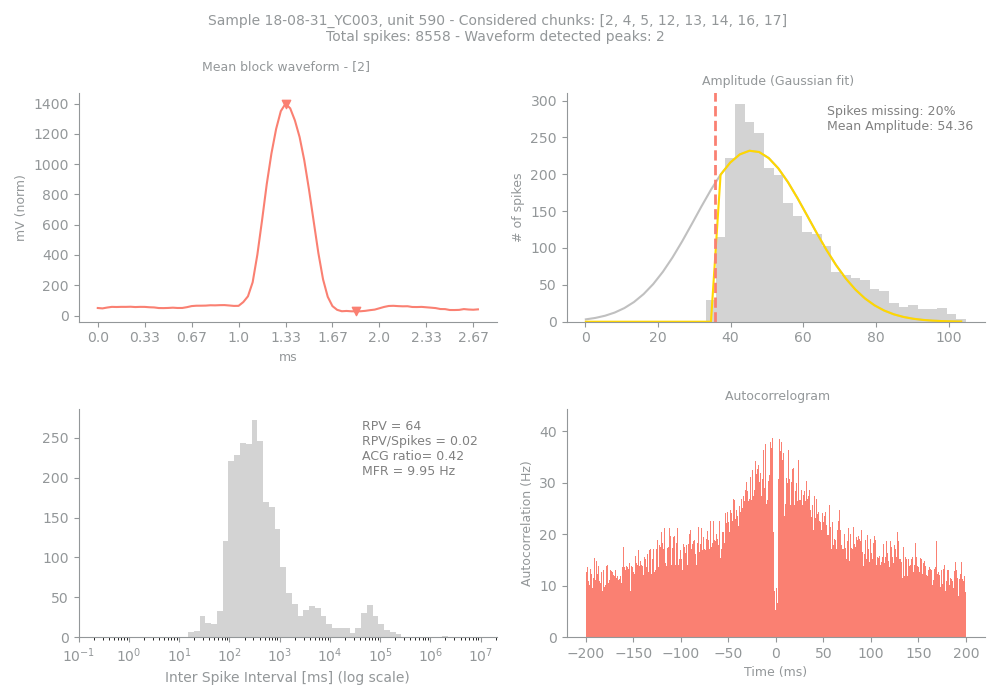 Sample 18-08-31_YC003, unit 590 - Considered chunks: [2, 4, 5, 12, 13, 14, 16, 17]
Total spikes: 8558 - Waveform detected peaks: 2
Mean block waveform - [2]
mV (norm)
1400
1200
1000
800
600
400
200
0
0.0 0.33 0.67 1.0 1.33 1.67 2.0 2.33 2.67
ms
Amplitude (Gaussian fit)
Spikes missing: 20%
Mean Amplitude: 54.36
# of spikes
300
250
200
150
100
50
0
0 20 40 60 80 100
RPV = 64
RPV/Spikes = 0.02
ACG ratio= 0.42
MFR = 9.95 Hz
250
200
150
100
50
0
10⁻¹ 10⁰ 10¹ 10² 10³ 10⁴ 10⁵ 10⁶ 10⁷
Inter Spike Interval [ms] (log scale)
Autocorrelogram
Autocorrelation (Hz)
40
30
20
10
0
−200 −150 −100 −50 0 50 100 150 200
Time (ms)